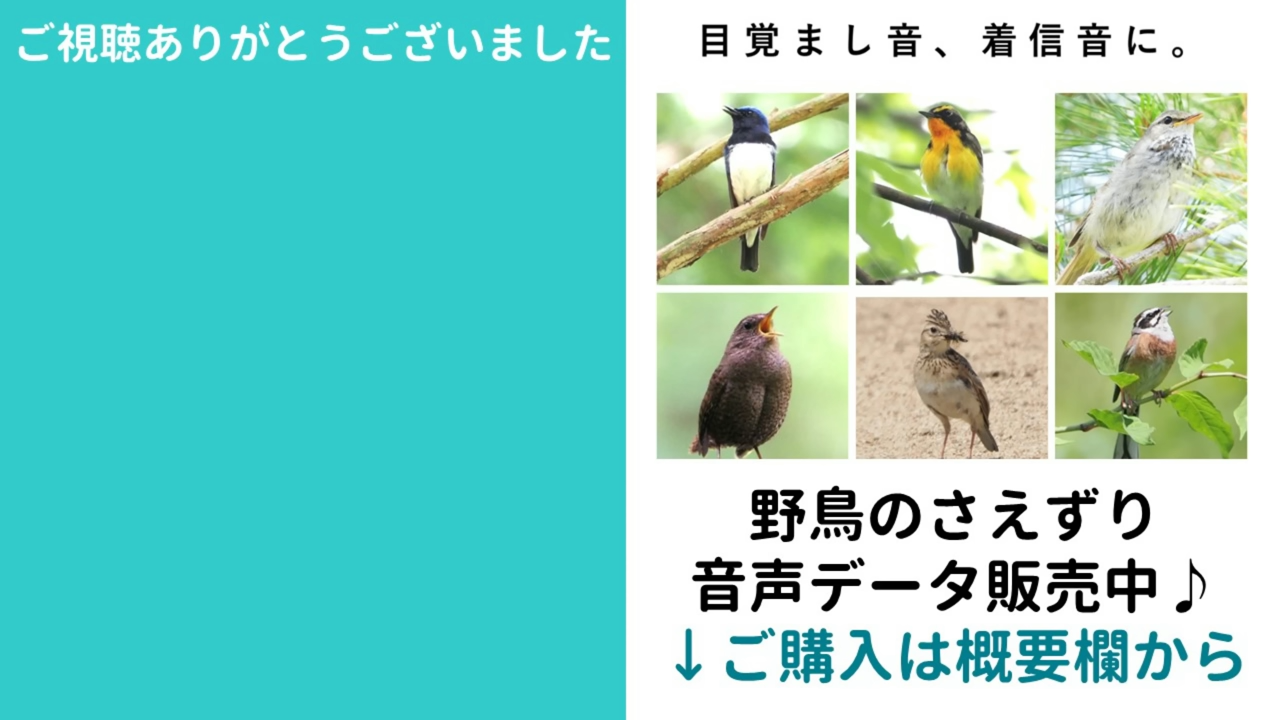 ご視聴ありがとうございました
目覚まし音、着信音に。
野鳥のさえずり
音声データ販売中♪
↓ご購入は概要欄から